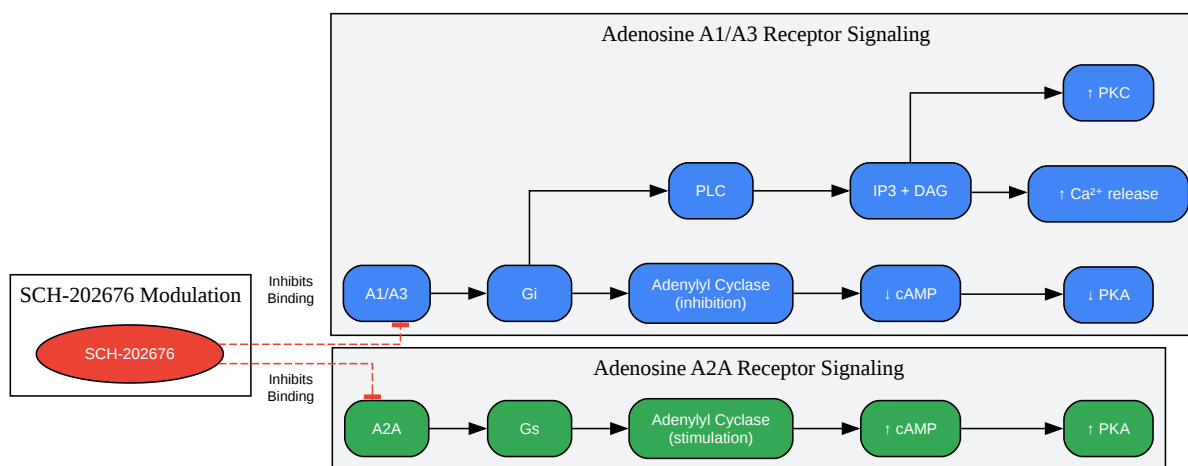 Adenosine A1/A3 Receptor Signaling
↑ PKC
PLC
IP3 + DAG
↑ Ca²⁺ release
A1/A3
Gi
Adenylyl Cyclase
(inhibition)
↓ cAMP
↓ PKA
Inhibits
Binding
SCH-202676 Modulation
SCH-202676
Inhibits
Binding
Adenosine A2A Receptor Signaling
A2A
Gs
Adenylyl Cyclase
(stimulation)
↑ cAMP
↑ PKA